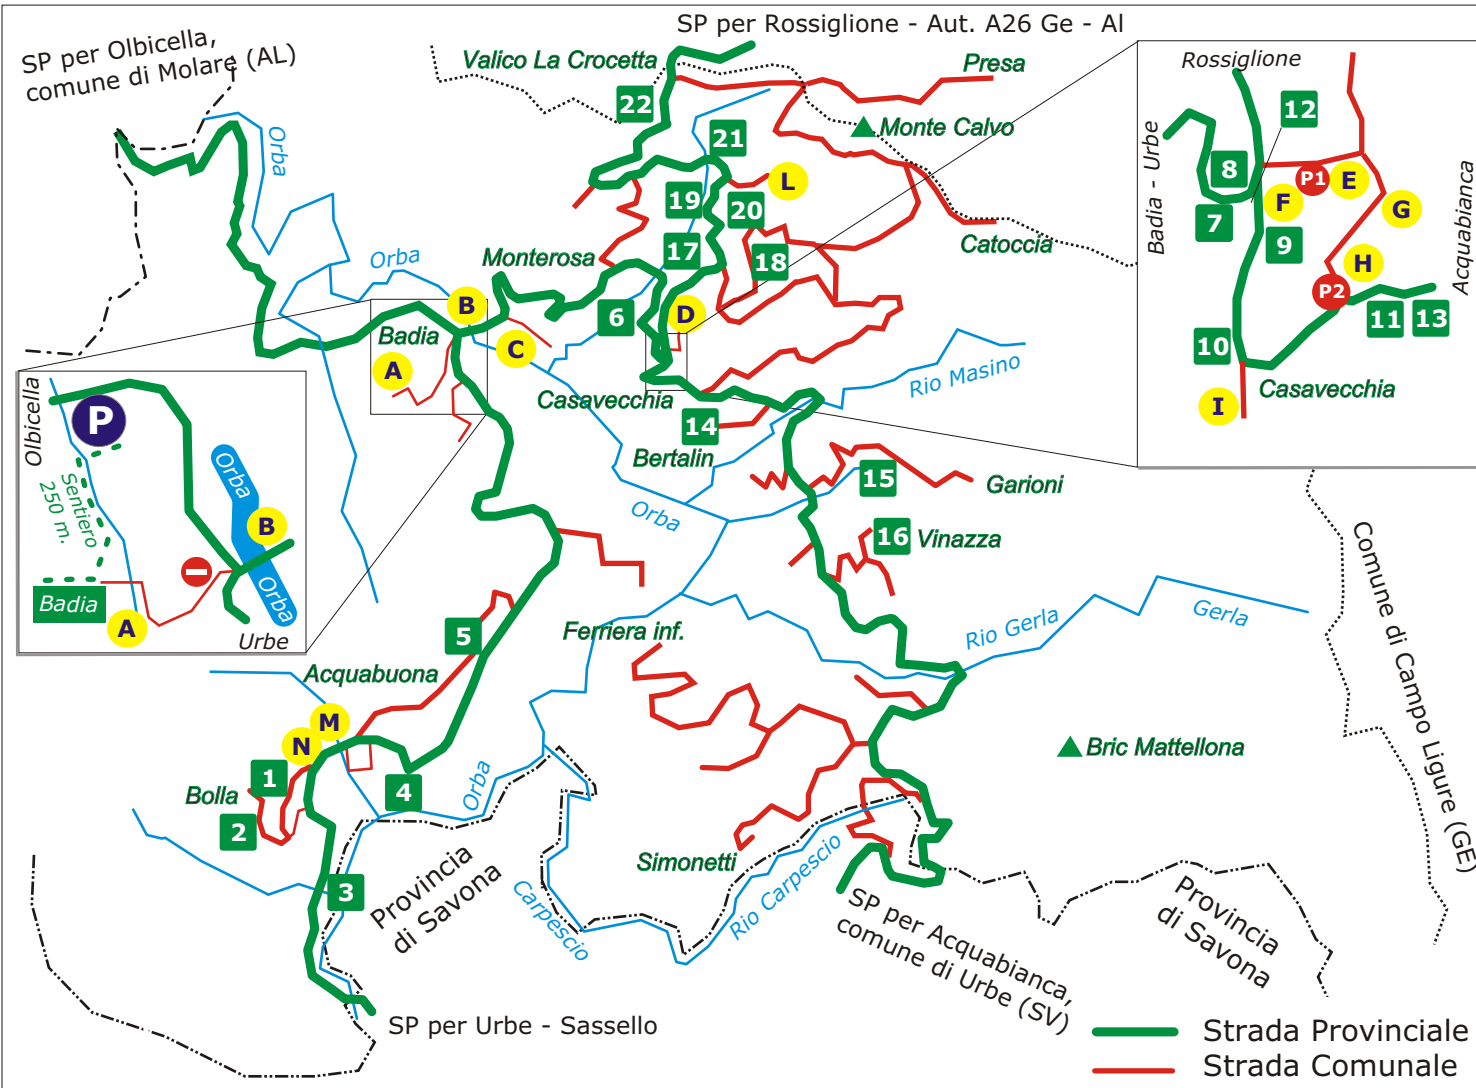 SP per Rossiglione - Aut. A26 Ge - Al
SP per Olbicella,
comune di Molare (AL)
Valico La Crocetta
Presa
22
21
Monte Calvo
L
Orba
19
20
17
18
Catoccia
Monterosa
Orba
B
6
D
Badia
C
A
Casavecchia
Rio Masino
14
Bertalin
15
Garioni
Orba
16
Vinazza
Rossiglione
12
Badia - Urbe
8
P1
E
F
G
7
9
Acquabianca
H
P2
11
13
10
Casavecchia
I
Olbicella
P
Sentiero
250 m.
Orba
B
Orba
Badia
A
Urbe
5
Ferriera inf.
Rio Gerla
Gerla
Acquabuona
M
N
1
Bolla
2
4
Orba
Bric Mattellona
Comune di Campo Ligure (GE)
3
Provincia
di Savona
Carpescio
Simonetti
Rio Carpescio
SP per Acquabianca,
comune di Urbe (SV)
Provincia
di Savona
SP per Urbe - Sassello
Strada Provinciale
Strada Comunale